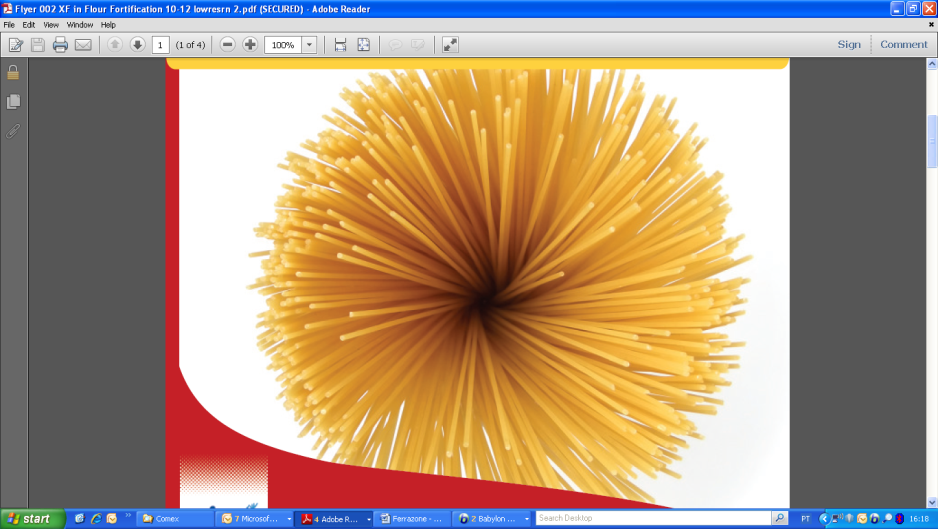 Flyer 002 XF in Flour Fortification 10-12 lowresrn 2.pdf (SECURED) - Adobe Reader
File Edit View Window Help
1 (1 of 4) 100% Sign Comment
start Comex 7 Microsof... 4 Adobe R... Ferrazone - ... 2 Babylon ... Search Desktop PT 16:18